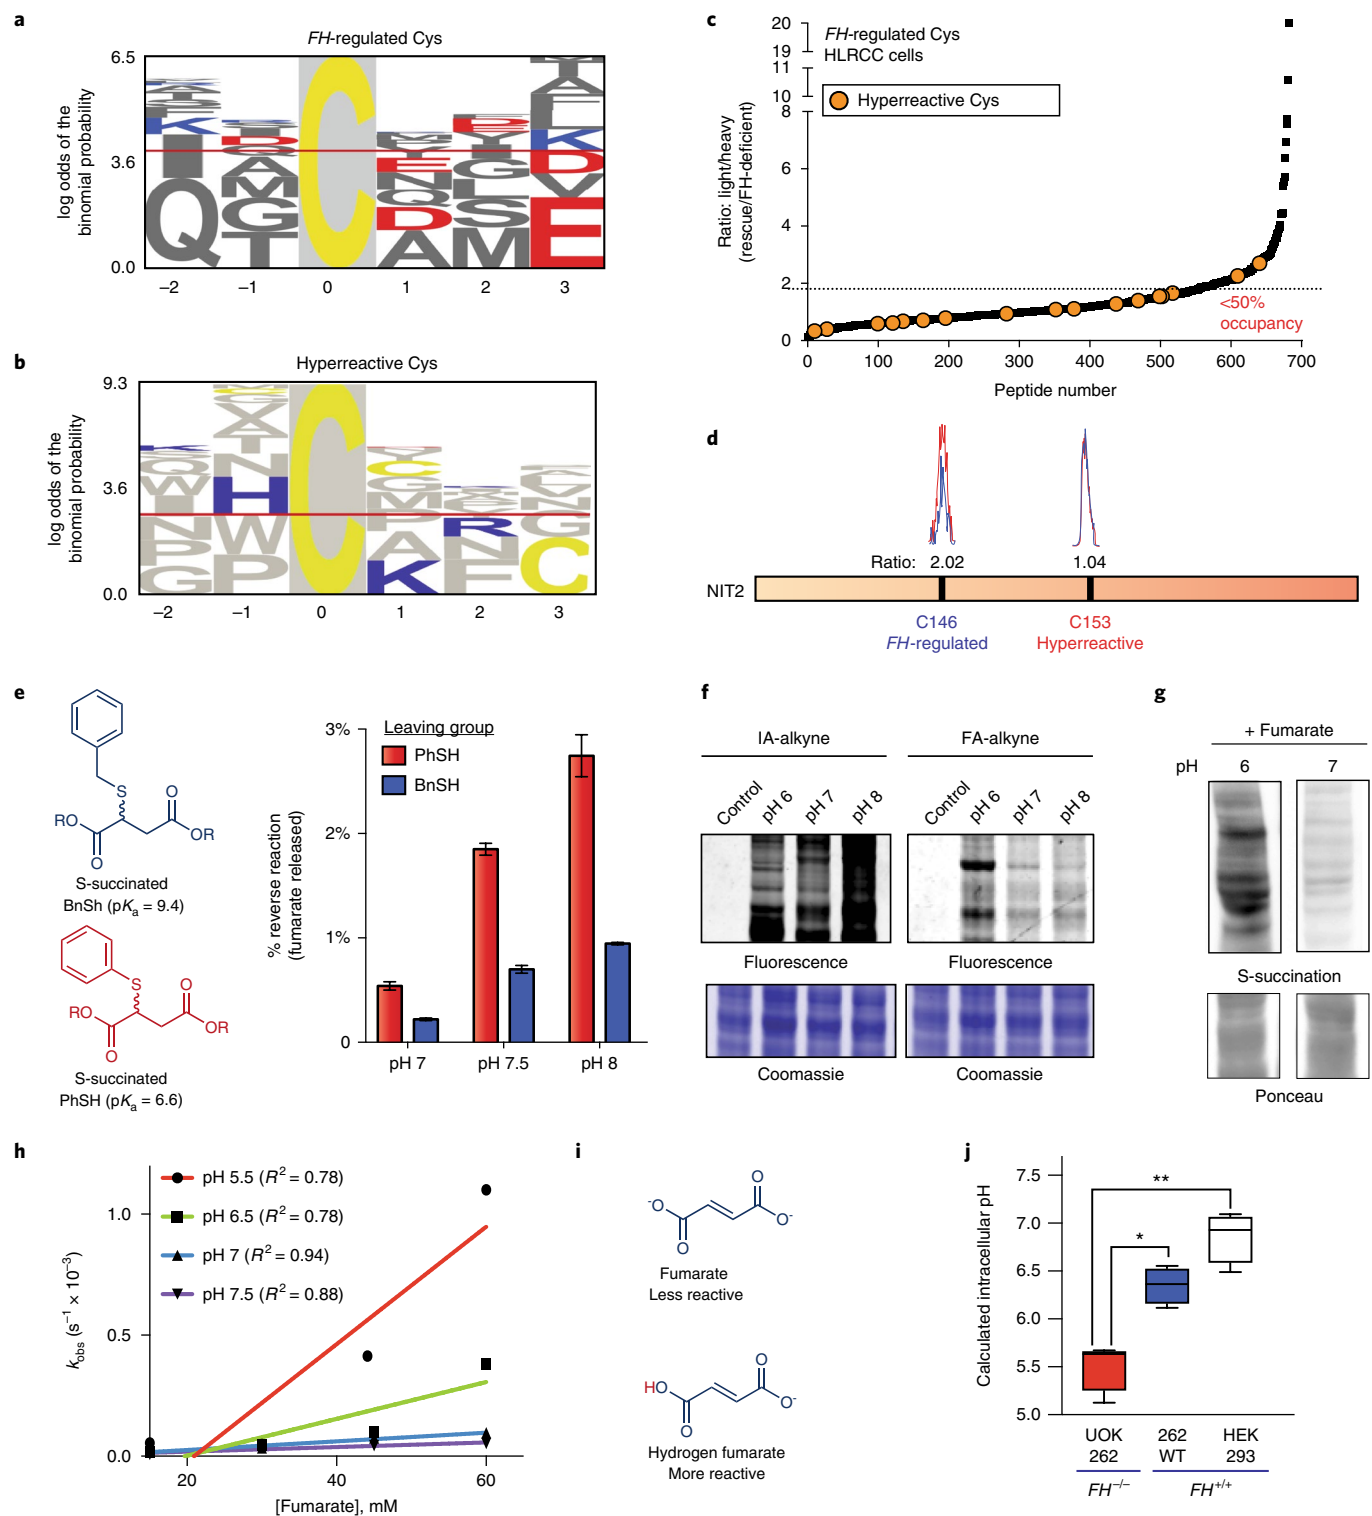 a
FH-regulated Cys
6.5
3.6
0.0
log odds of the
binomial probability
Q I K
T G M A Q D
C
A D Q N E
M S L G Y
E V D K
–2 –1 0 1 2 3
b
Hyperreactive Cys
9.3
3.6
0.0
log odds of the
binomial probability
G P N I W Q K
P W H N
C
K A P M G C Y
F N R
C G N V
–2 –1 0 1 2 3
c
FH-regulated Cys
HLRCC cells
Hyperreactive Cys
20
19
11
10
8
6
4
2
0
Ratio: light/heavy
(rescue/FH-deficient)
<50%
occupancy
0 100 200 300 400 500 600 700
Peptide number
d
Ratio: 2.02 1.04
NIT2
C146 C153
FH-regulated Hyperreactive
e
S
O
RO
OR
O
S-succinated
BnSh (pKa = 9.4)
S
O
RO
OR
O
S-succinated
PhSH (pKa = 6.6)
3%
2%
1%
0
% reverse reaction
(fumarate released)
Leaving group
PhSH
BnSH
pH 7 pH 7.5 pH 8
f
IA-alkyne FA-alkyne
Control pH 6 pH 7 pH 8 Control pH 6 pH 7 pH 8
Fluorescence Fluorescence
Coomassie Coomassie
g
+ Fumarate
pH 6 7
S-succination
Ponceau
h
pH 5.5 (R² = 0.78)
pH 6.5 (R² = 0.78)
pH 7 (R² = 0.94)
pH 7.5 (R² = 0.88)
1.0
0.5
0.0
kobs (s⁻¹ × 10⁻³)
20 40 60
[Fumarate], mM
i
O
⁻O
O⁻
O
Fumarate
Less reactive
O
HO
O⁻
O
Hydrogen fumarate
More reactive
j
7.5
7.0
6.5
6.0
5.5
5.0
Calculated intracellular pH
**
*
UOK 262 HEK
262 WT 293
FH⁻/⁻ FH⁺/⁺